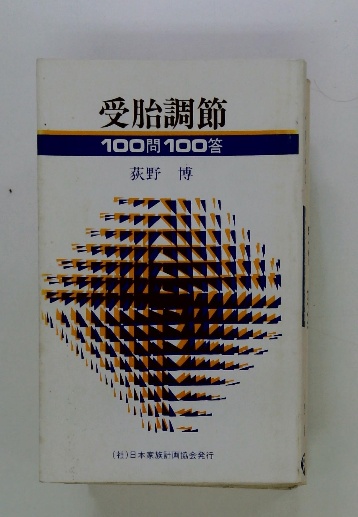 受胎調節
100問100答
荻野 博
(社)日本家族計画協会発行